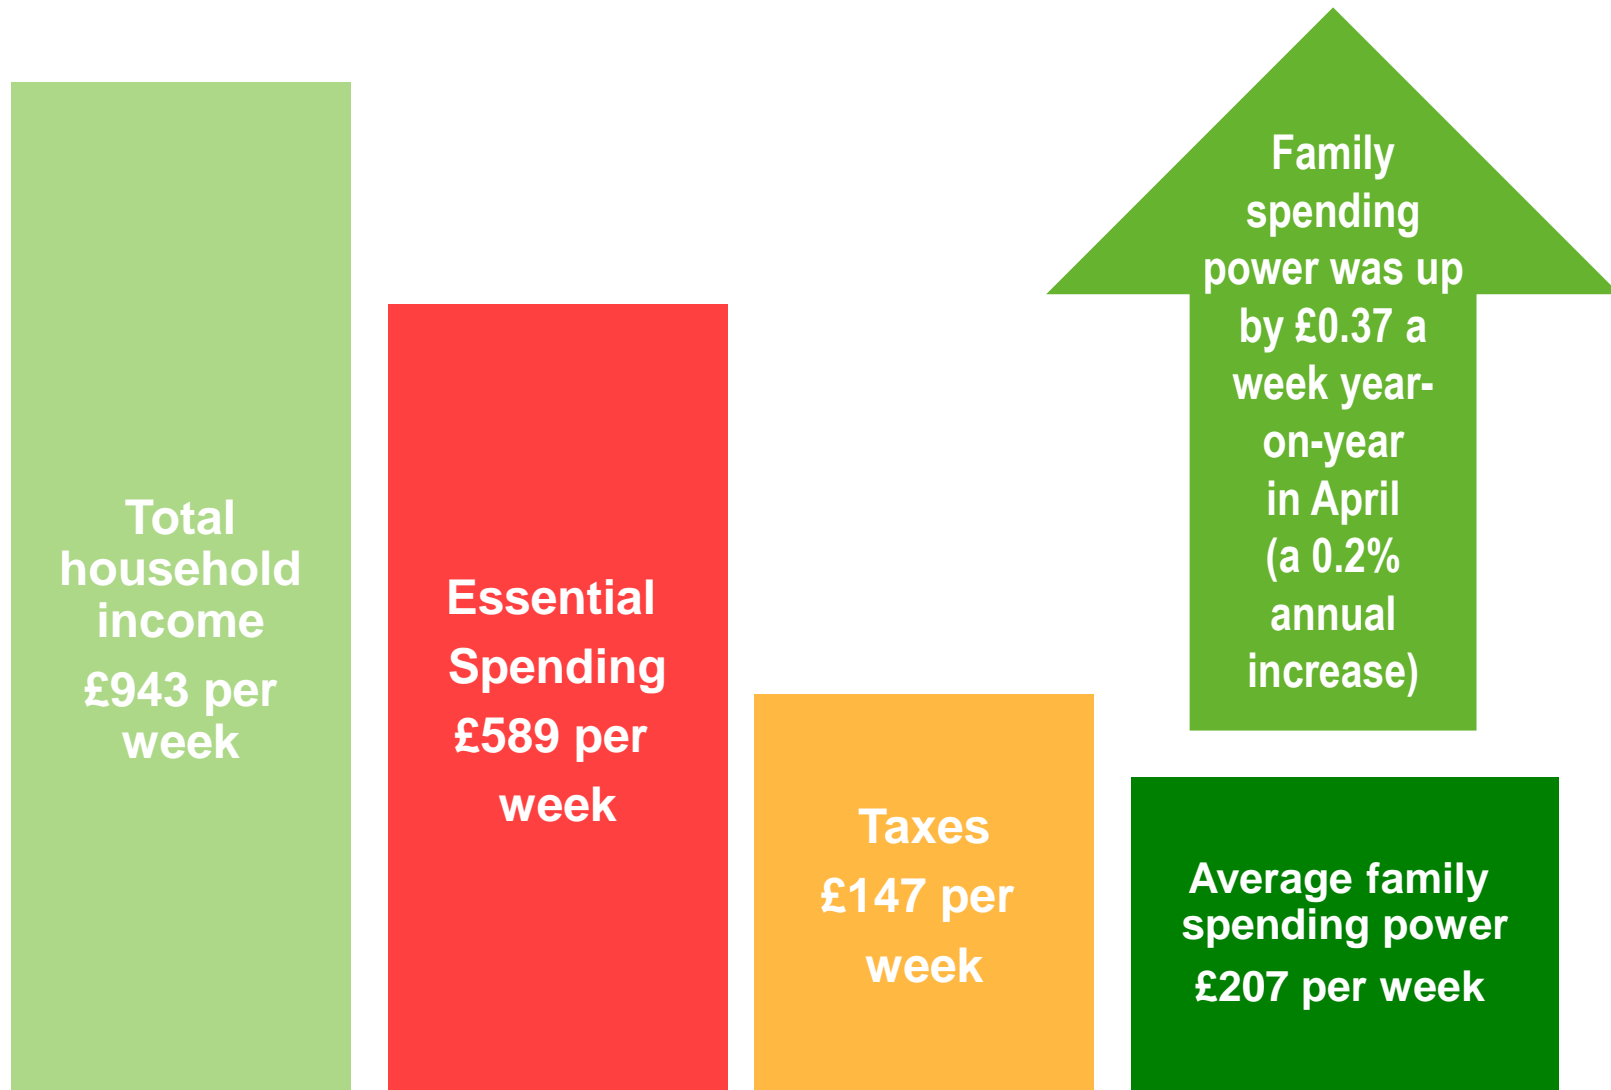 Total
household
income
£943 per
week
Essential
Spending
£589 per
week
Taxes
£147 per
week
Family
spending
power was up
by £0.37 a
week year-
on-year
in April
(a 0.2%
annual
increase)
Average family
spending power
£207 per week